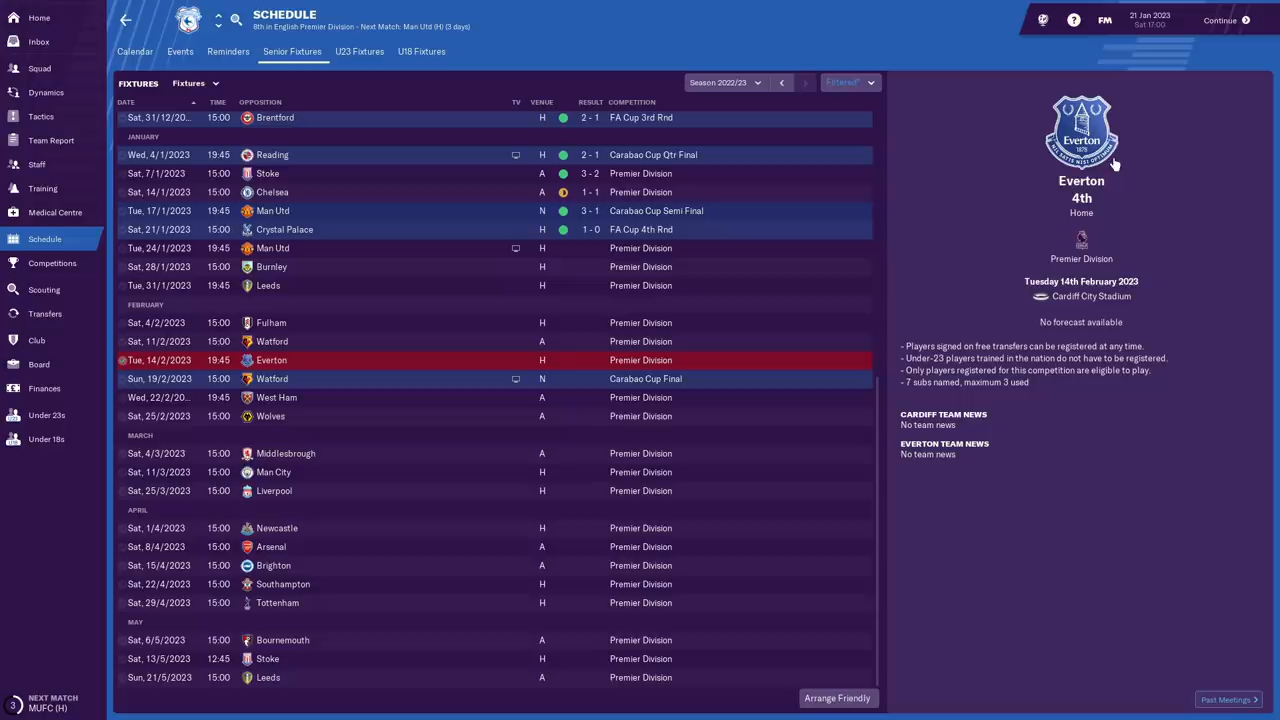 SCHEDULE
8th in English Premier Division - Next Match: Man Utd (H) (3 days)
FM
21 Jan 2023
Sat 17:00
Continue
Home
Inbox
Squad
Dynamics
Tactics
Team Report
Staff
Training
Medical Centre
Schedule
Competitions
Scouting
Transfers
Club
Board
Finances
Under 23s
Under 18s
3
NEXT MATCH
MUFC (H)
Calendar Events Reminders Senior Fixtures U23 Fixtures U18 Fixtures
FIXTURES Fixtures Season 2022/23 Filtered*
DATE TIME OPPOSITION TV VENUE RESULT COMPETITION
Sat, 31/12/20... 15:00 Brentford H 2 - 1 FA Cup 3rd Rnd
JANUARY
Wed, 4/1/2023 19:45 Reading H 2 - 1 Carabao Cup Qtr Final
Sat, 7/1/2023 15:00 Stoke A 3 - 2 Premier Division
Sat, 14/1/2023 15:00 Chelsea A 1 - 1 Premier Division
Tue, 17/1/2023 19:45 Man Utd N 3 - 1 Carabao Cup Semi Final
Sat, 21/1/2023 15:00 Crystal Palace H 1 - 0 FA Cup 4th Rnd
Tue, 24/1/2023 19:45 Man Utd H Premier Division
Sat, 28/1/2023 15:00 Burnley H Premier Division
Tue, 31/1/2023 19:45 Leeds H Premier Division
FEBRUARY
Sat, 4/2/2023 15:00 Fulham H Premier Division
Sat, 11/2/2023 15:00 Watford A Premier Division
Tue, 14/2/2023 19:45 Everton H Premier Division
Sun, 19/2/2023 15:00 Watford N Carabao Cup Final
Wed, 22/2/20... 19:45 West Ham A Premier Division
Sat, 25/2/2023 15:00 Wolves A Premier Division
MARCH
Sat, 4/3/2023 15:00 Middlesbrough A Premier Division
Sat, 11/3/2023 15:00 Man City H Premier Division
Sat, 25/3/2023 15:00 Liverpool H Premier Division
APRIL
Sat, 1/4/2023 15:00 Newcastle H Premier Division
Sat, 8/4/2023 15:00 Arsenal A Premier Division
Sat, 15/4/2023 15:00 Brighton A Premier Division
Sat, 22/4/2023 15:00 Southampton H Premier Division
Sat, 29/4/2023 15:00 Tottenham H Premier Division
MAY
Sat, 6/5/2023 15:00 Bournemouth A Premier Division
Sat, 13/5/2023 12:45 Stoke H Premier Division
Sun, 21/5/2023 15:00 Leeds A Premier Division
Arrange Friendly
Everton
1878
NIL SATIS NISI OPTIMUM
Everton
4th
Home
Premier Division
Tuesday 14th February 2023
Cardiff City Stadium
No forecast available
- Players signed on free transfers can be registered at any time.
- Under-23 players trained in the nation do not have to be registered.
- Only players registered for this competition are eligible to play.
- 7 subs named, maximum 3 used
CARDIFF TEAM NEWS
No team news
EVERTON TEAM NEWS
No team news
Past Meetings